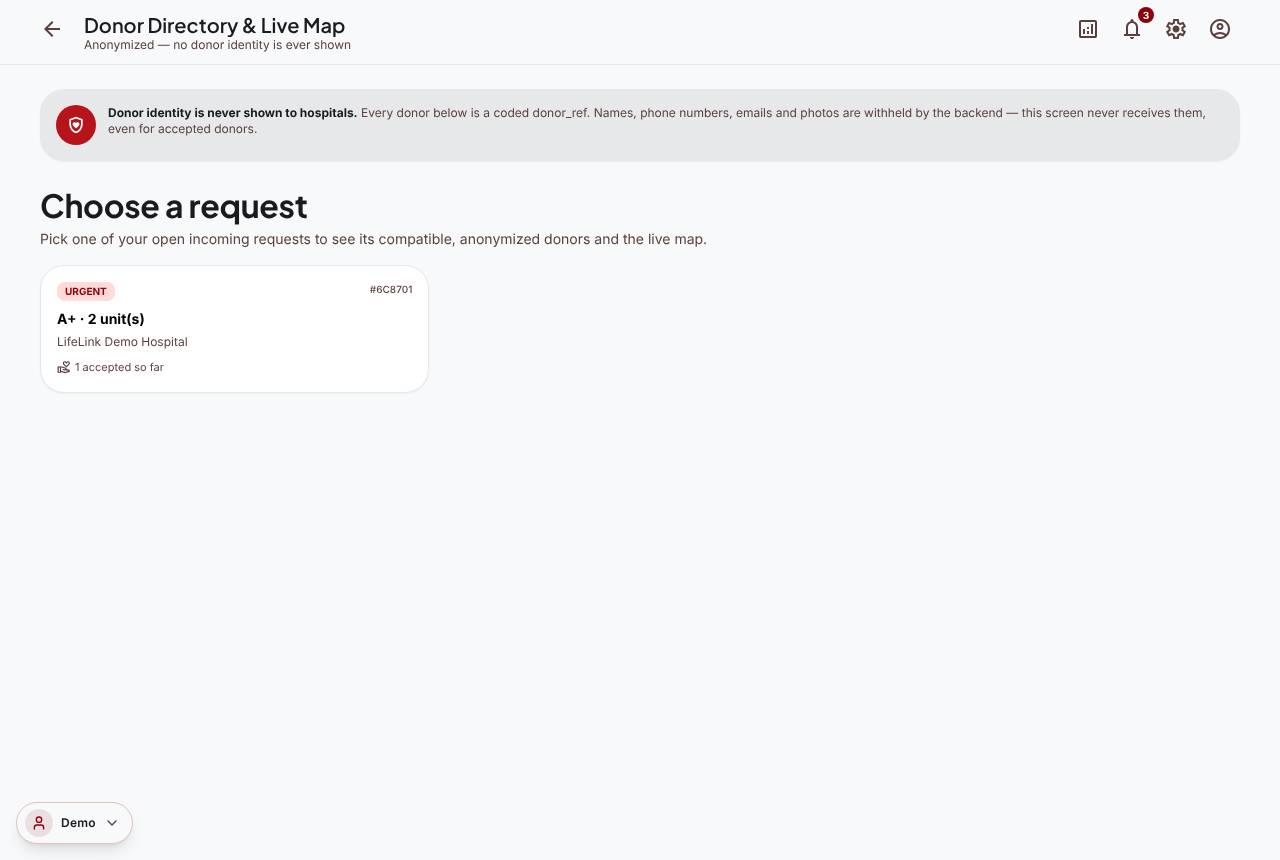 Donor Directory & Live Map
Anonymized — no donor identity is ever shown
3
Donor identity is never shown to hospitals. Every donor below is a coded donor_ref. Names, phone numbers, emails and photos are withheld by the backend — this screen never receives them,
even for accepted donors.
Choose a request
Pick one of your open incoming requests to see its compatible, anonymized donors and the live map.
URGENT
#6C8701
A+ · 2 unit(s)
LifeLink Demo Hospital
1 accepted so far
Demo